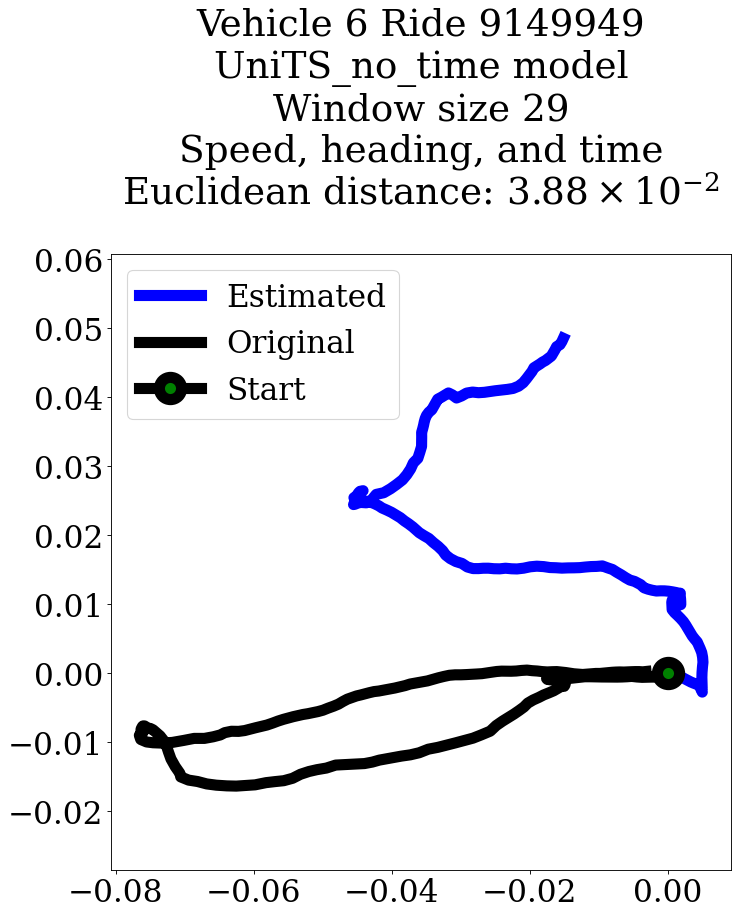 Vehicle 6 Ride 9149949
UniTS_no_time model
Window size 29
Speed, heading, and time
Euclidean distance: 3.88 × 10⁻²
0.06
0.05
0.04
0.03
0.02
0.01
0.00
−0.01
−0.02
Estimated
Original
Start
−0.08 −0.06 −0.04 −0.02 0.00